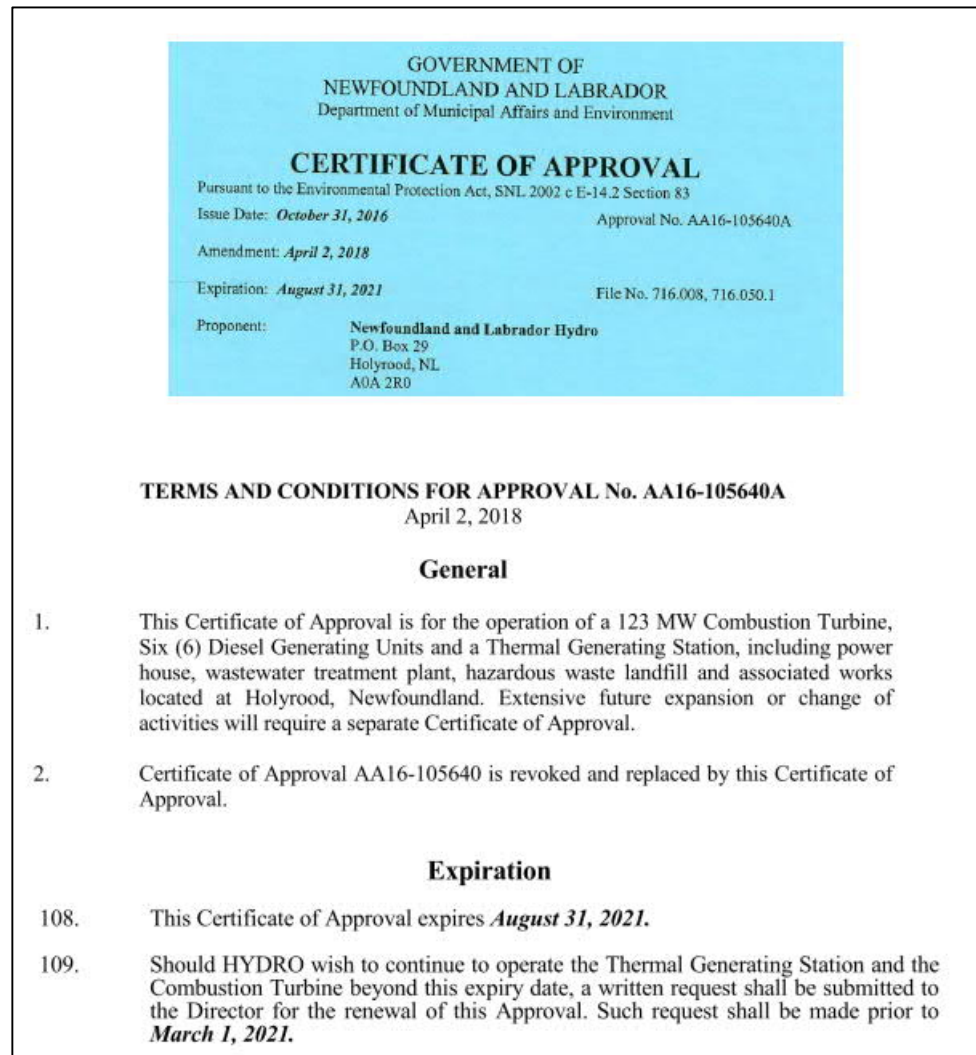 GOVERNMENT OF
NEWFOUNDLAND AND LABRADOR
Department of Municipal Affairs and Environment
CERTIFICATE OF APPROVAL
Pursuant to the Environmental Protection Act, SNL 2002 c E-14.2 Section 83
Issue Date: October 31, 2016 Approval No. AA16-105640A
Amendment: April 2, 2018
Expiration: August 31, 2021 File No. 716.008, 716.050.1
Proponent: Newfoundland and Labrador Hydro
P.O. Box 29
Holyrood, NL
A0A 2R0
TERMS AND CONDITIONS FOR APPROVAL No. AA16-105640A
April 2, 2018
General
1. This Certificate of Approval is for the operation of a 123 MW Combustion Turbine,
Six (6) Diesel Generating Units and a Thermal Generating Station, including power
house, wastewater treatment plant, hazardous waste landfill and associated works
located at Holyrood, Newfoundland. Extensive future expansion or change of
activities will require a separate Certificate of Approval.
2. Certificate of Approval AA16-105640 is revoked and replaced by this Certificate of
Approval.
Expiration
108. This Certificate of Approval expires August 31, 2021.
109. Should HYDRO wish to continue to operate the Thermal Generating Station and the
Combustion Turbine beyond this expiry date, a written request shall be submitted to
the Director for the renewal of this Approval. Such request shall be made prior to
March 1, 2021.